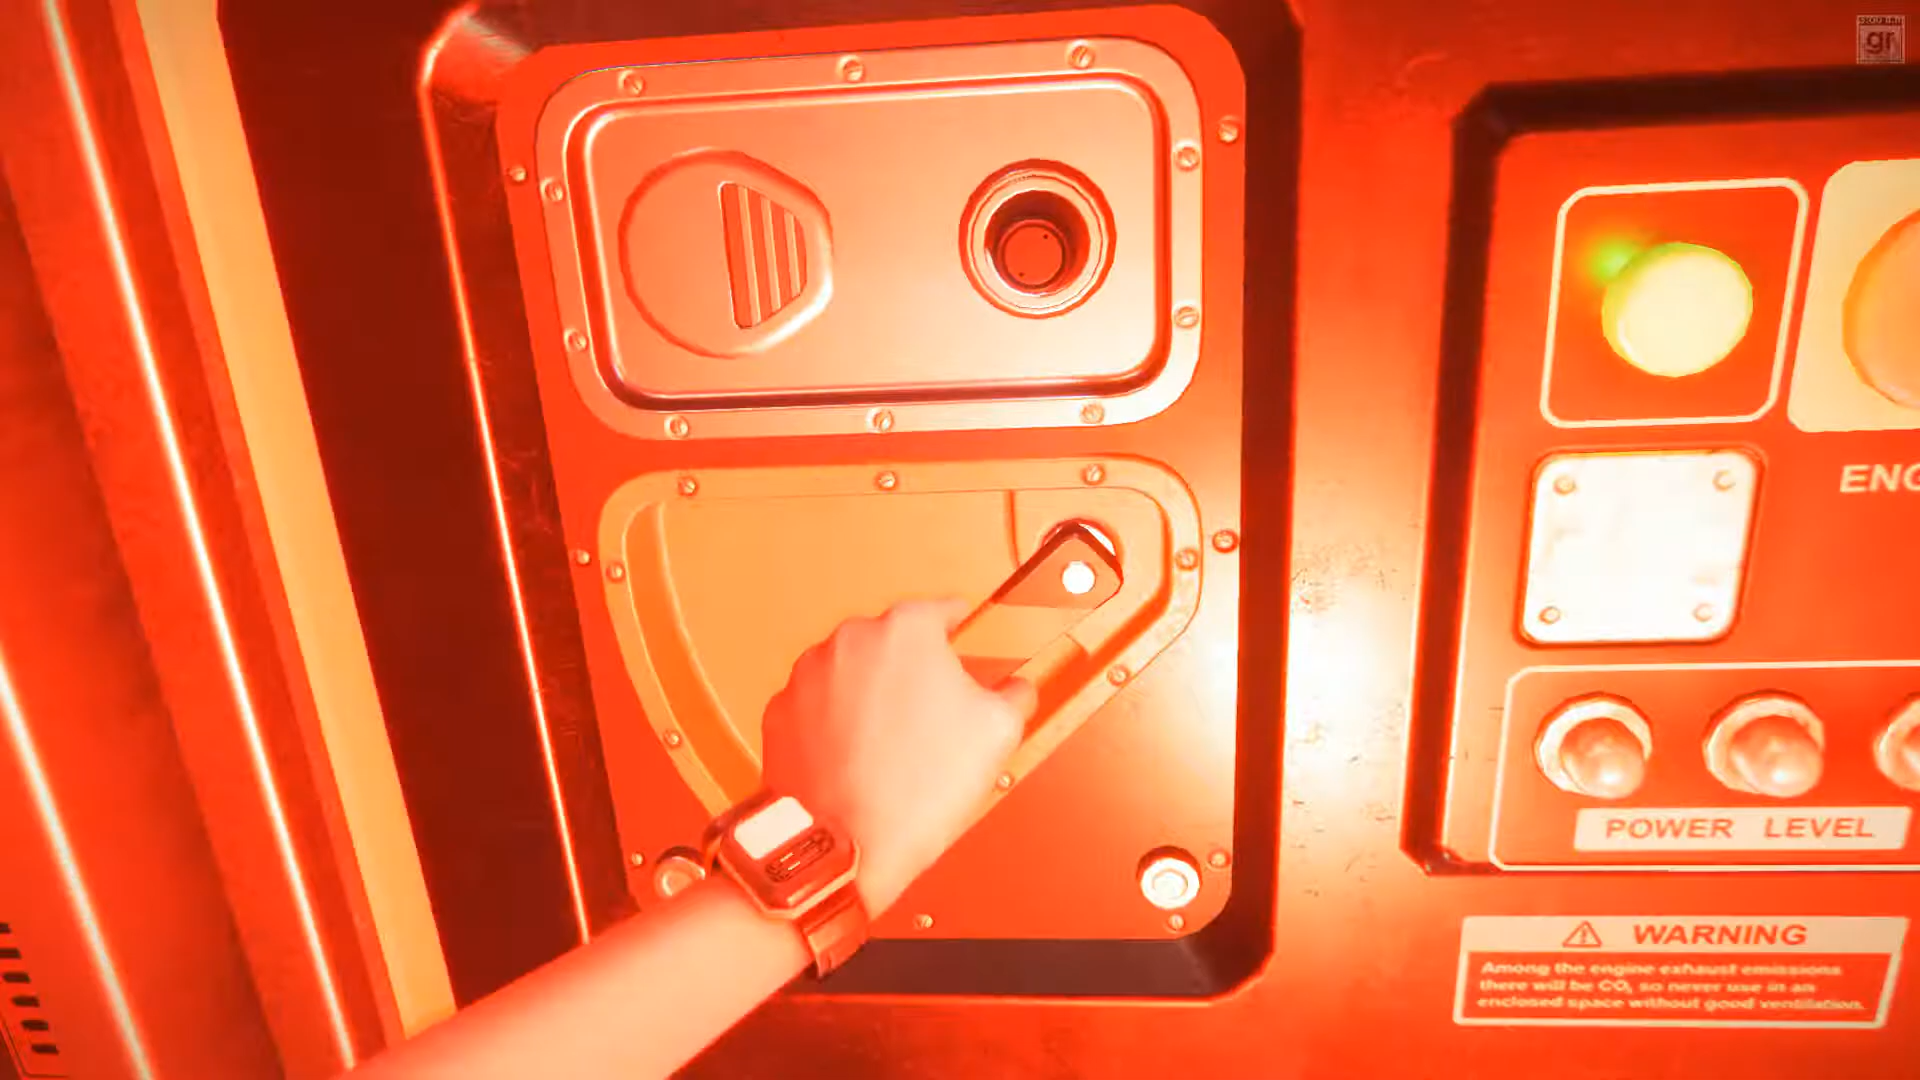 gr
ENG
POWER LEVEL
WARNING
Among the engine exhaust emissions
there will be CO, so never use in an
enclosed space without good ventilation.